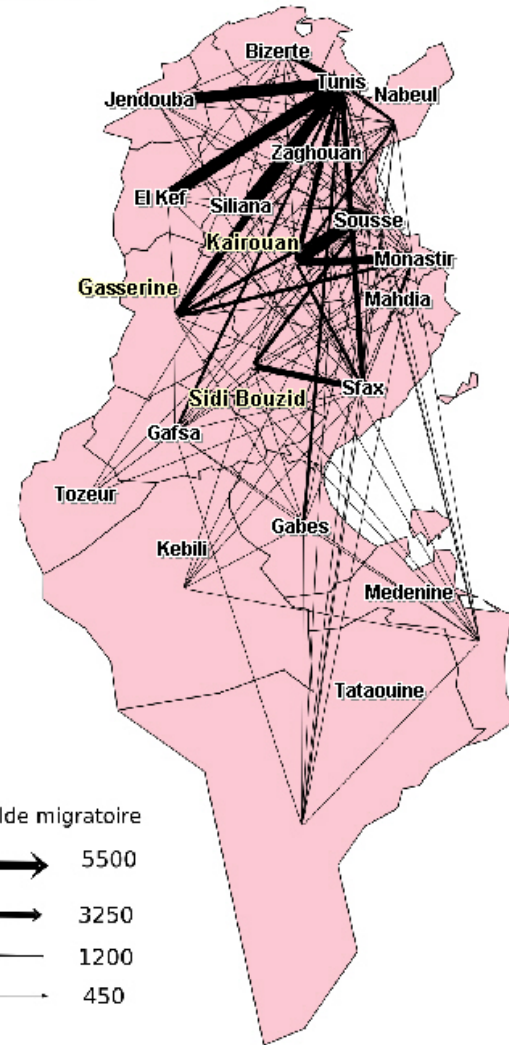 Bizerte
Tunis
Nabeul
Jendouba
Zaghouan
El Kef
Siliana
Sousse
Kairouan
Monastir
Gasserine
Mahdia
Sfax
Sidi Bouzid
Gafsa
Tozeur
Gabes
Kebili
Medenine
Tataouine
lde migratoire
5500
3250
1200
450